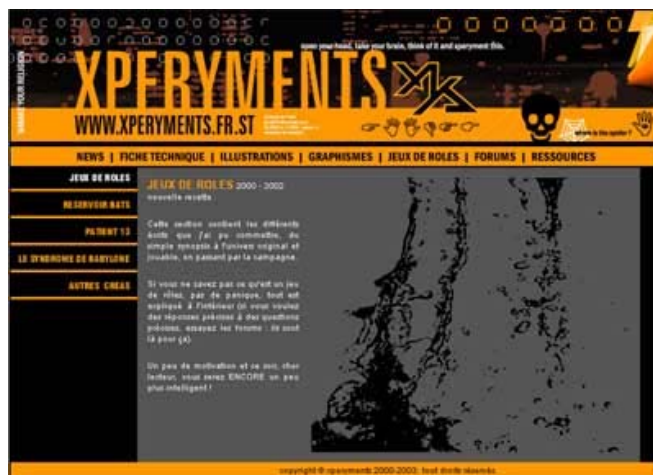 open your head, take your brain, think of it and xperyment this.
XPERYMENTS
WWW.XPERYMENTS.FR.ST
where is the spider ?
NEWS | FICHE TECHNIQUE | ILLUSTRATIONS | GRAPHISMES | JEUX DE ROLES | FORUMS | RESSOURCES
JEUX DE ROLES
RESERVOIR RATS
PATIENT 13
LE SYNDROME DE BABYLONE
AUTRES CREAS
JEUX DE ROLES 2000 - 2002
nouvelle recette
Cette section contient les différents
écrits que j'ai pu commettre, du
simple synopsis à l'univers original et
jouable, en passant par la campagne.
Si vous ne savez pas ce qu'est un jeu
de rôles, pas de panique, tout est
expliqué à l'intérieur (si vous voulez
des réponses précises à des questions
précises, essayez les forums : ils sont
là pour ça).
Un peu de motivation et ce soir, cher
lecteur, vous serez ENCORE un peu
plus intelligent !
copyright © xperyments 2000-2003 tout droits réservés